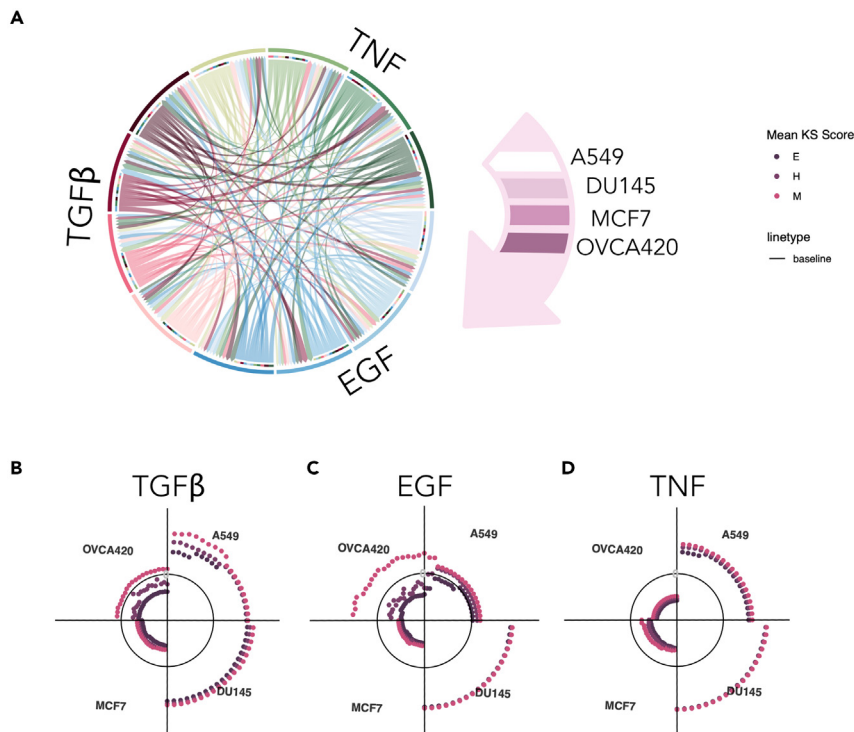 A
TNF
TGFβ
EGF
A549
DU145
MCF7
OVCA420
Mean KS Score
E
H
M
linetype
baseline
B
TGFβ
OVCA420
A549
MCF7
DU145
C
EGF
OVCA420
A549
MCF7
DU145
D
TNF
OVCA420
A549
MCF7
DU145